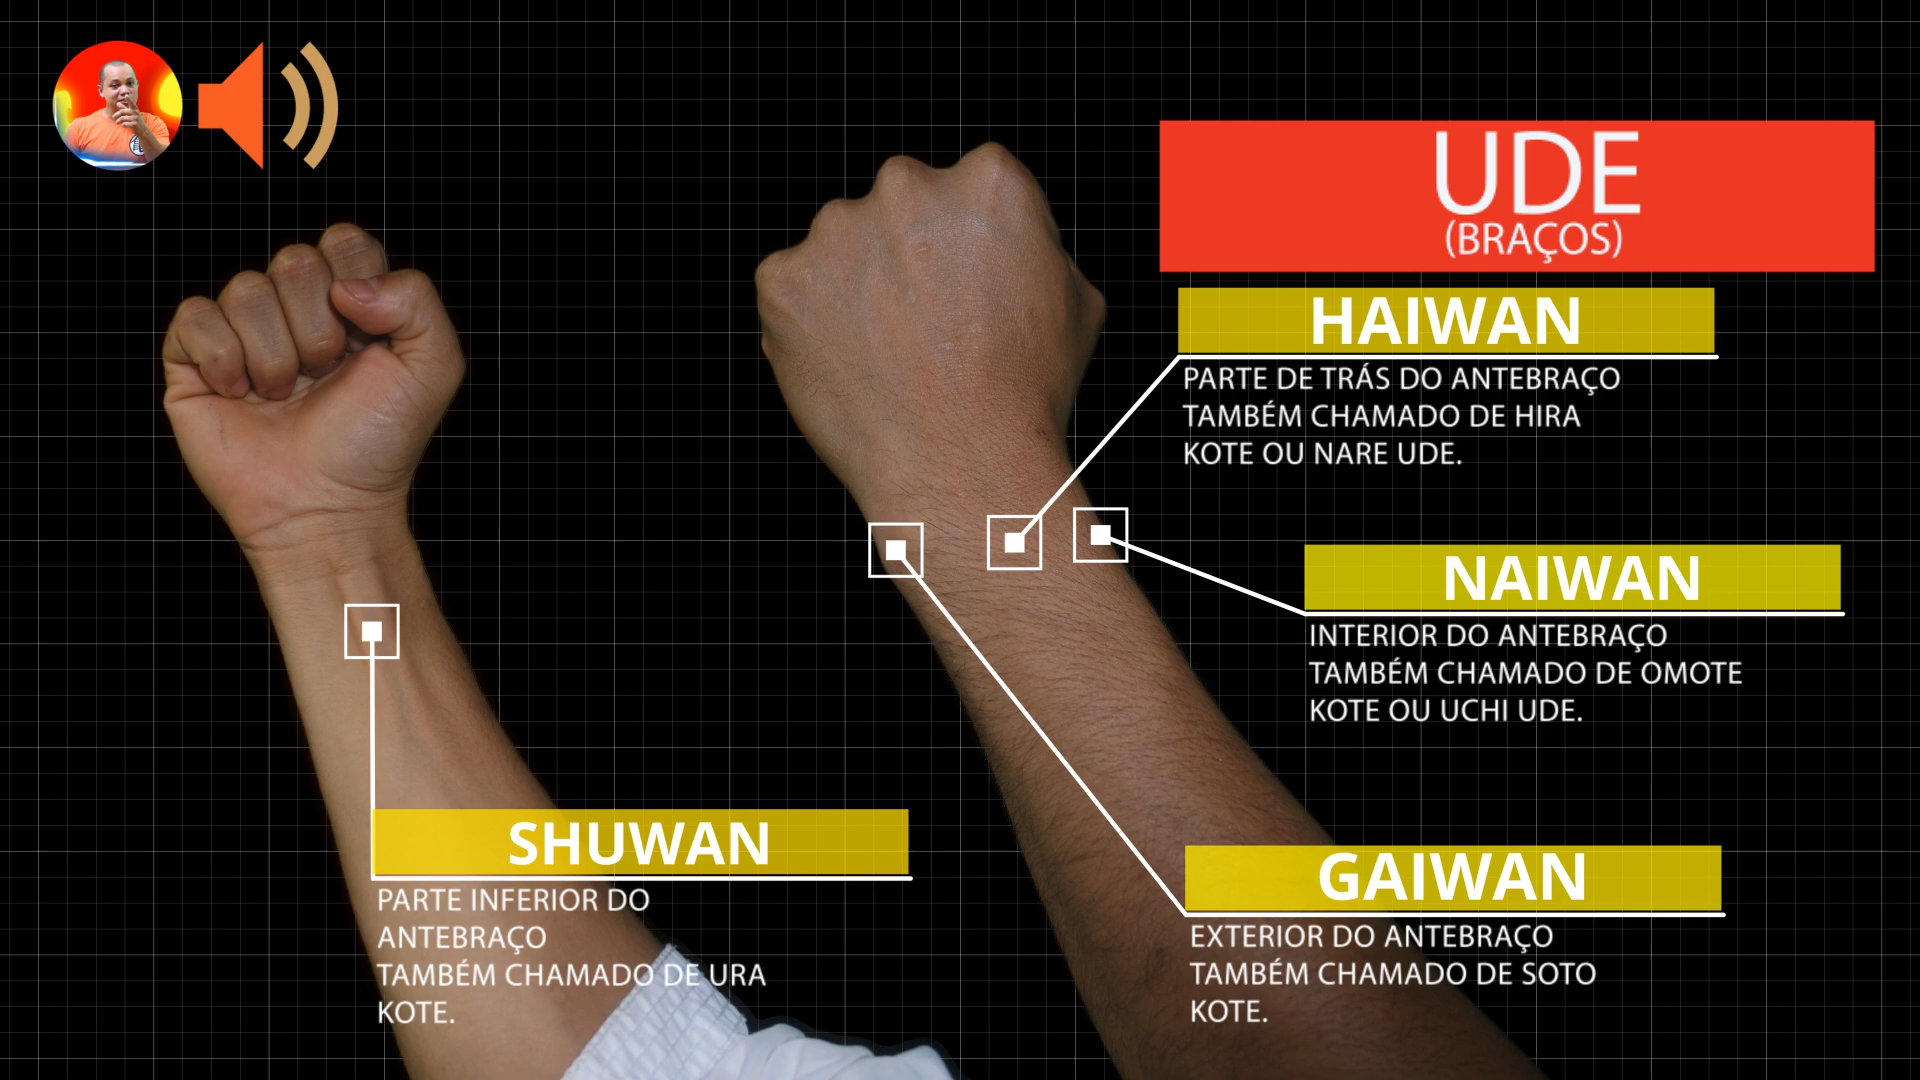 UDE
(BRAÇOS)
HAIWAN
PARTE DE TRÁS DO ANTEBRAÇO
TAMBÉM CHAMADO DE HIRA
KOTE OU NARE UDE.
NAIWAN
INTERIOR DO ANTEBRAÇO
TAMBÉM CHAMADO DE OMOTE
KOTE OU UCHI UDE.
SHUWAN
PARTE INFERIOR DO
ANTEBRAÇO
TAMBÉM CHAMADO DE URA
KOTE.
GAIWAN
EXTERIOR DO ANTEBRAÇO
TAMBÉM CHAMADO DE SOTO
KOTE.